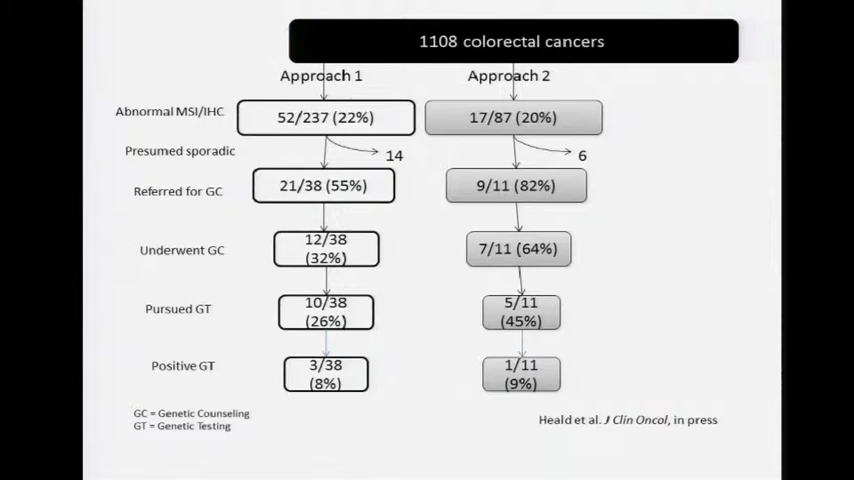 1108 colorectal cancers
Approach 1
Approach 2
Abnormal MSI/IHC
52/237 (22%)
17/87 (20%)
Presumed sporadic
14
6
Referred for GC
21/38 (55%)
9/11 (82%)
Underwent GC
12/38
(32%)
7/11 (64%)
Pursued GT
10/38
(26%)
5/11
(45%)
Positive GT
3/38
(8%)
1/11
(9%)
GC = Genetic Counseling
GT = Genetic Testing
Heald et al. J Clin Oncol, in press